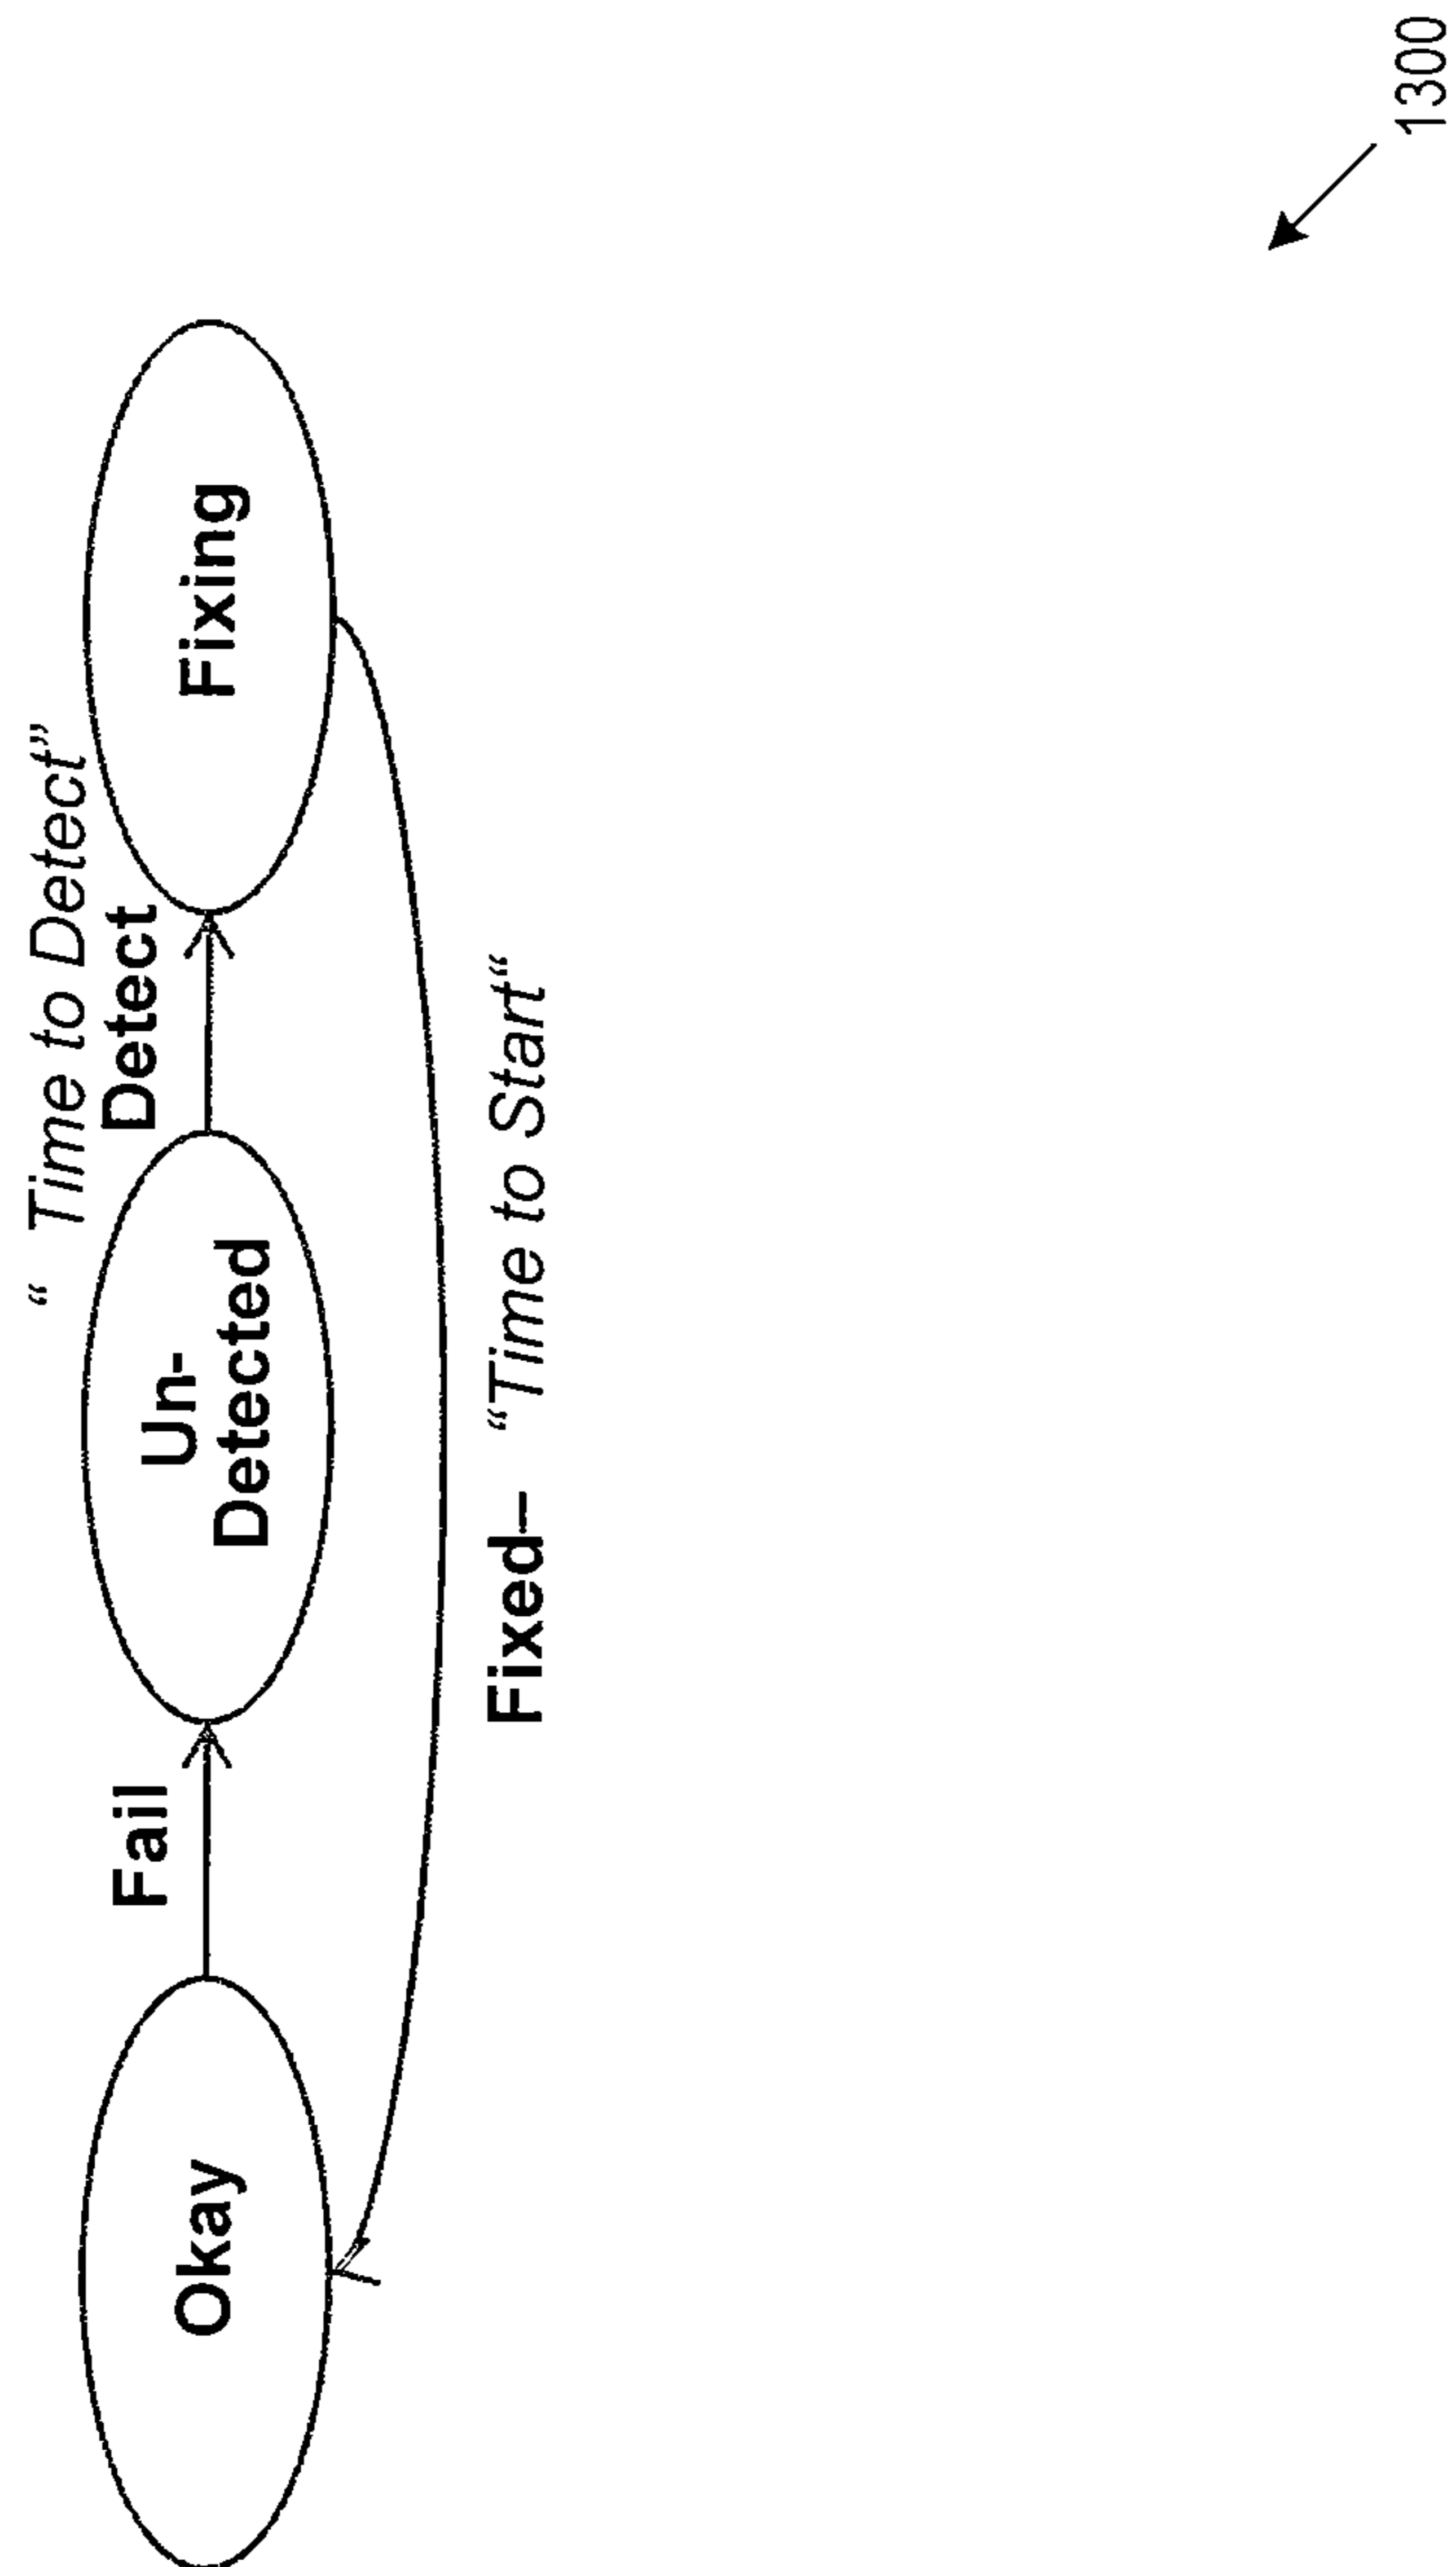 “ Time to Detect”
Fail
Detect
Okay
Un-
Detected
Fixing
Fixed– “Time to Start“
1300